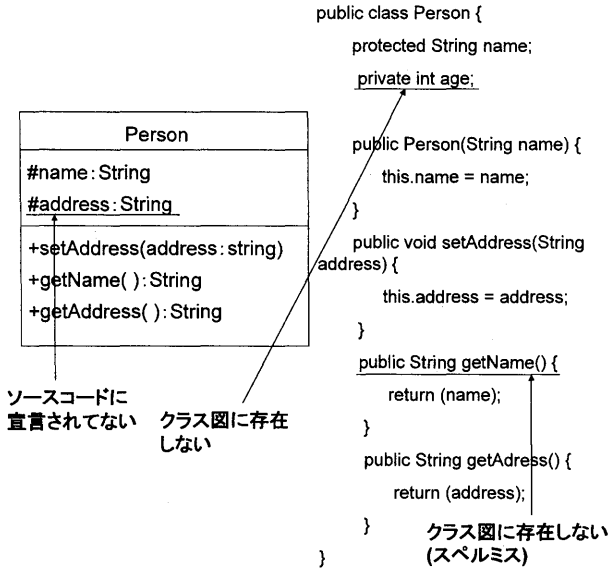 Person
#name:String
#address:String
+setAddress(address:string)
+getName( ):String
+getAddress( ):String
ソースコードに
宣言されてない
クラス図に存在
しない
public class Person {
protected String name;
private int age;
public Person(String name) {
this.name = name;
}
public void setAddress(String
address) {
this.address = address;
}
public String getName() {
return (name);
}
public String getAdress() {
return (address);
}
}
クラス図に存在しない
(スペルミス)